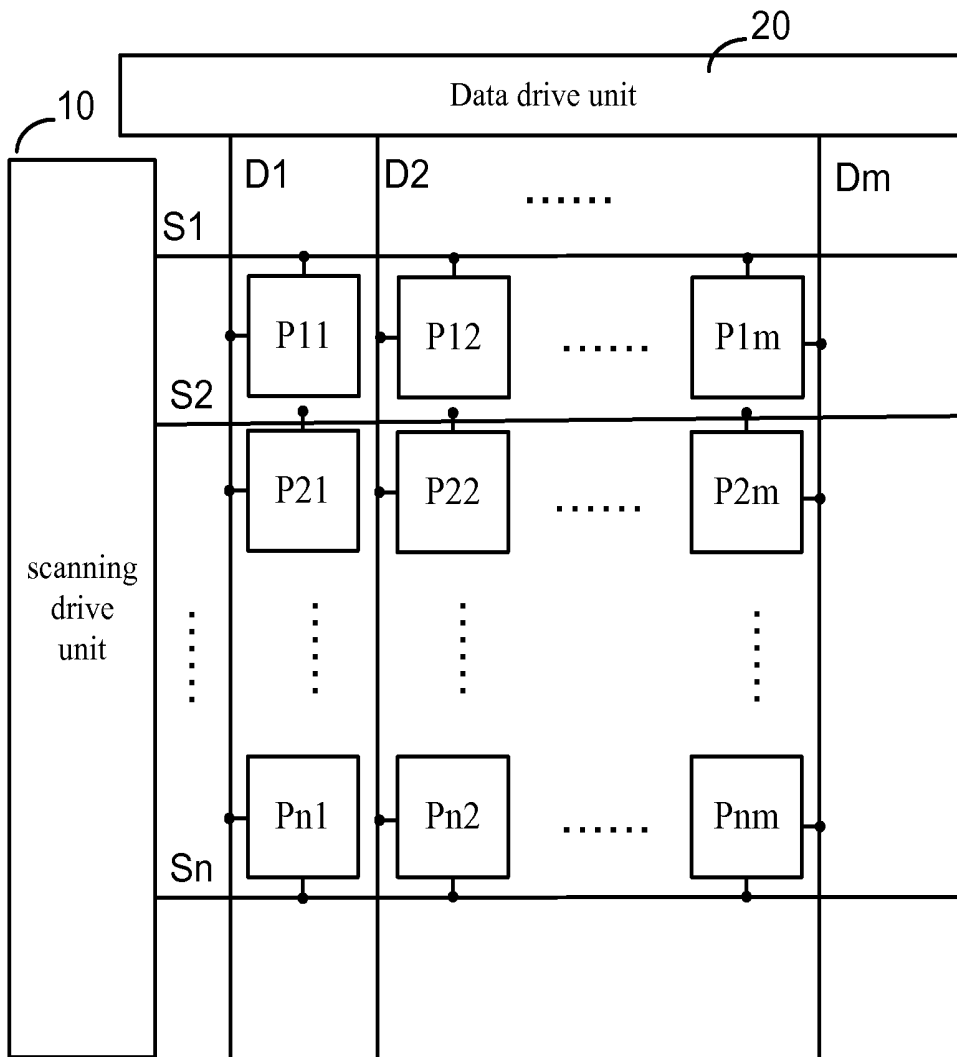 20
Data drive unit
10
D1 D2 ...... Dm
S1
P11 P12 ...... P1m
S2
P21 P22 ...... P2m
scanning
drive
unit
Pn1 Pn2 ...... Pnm
Sn